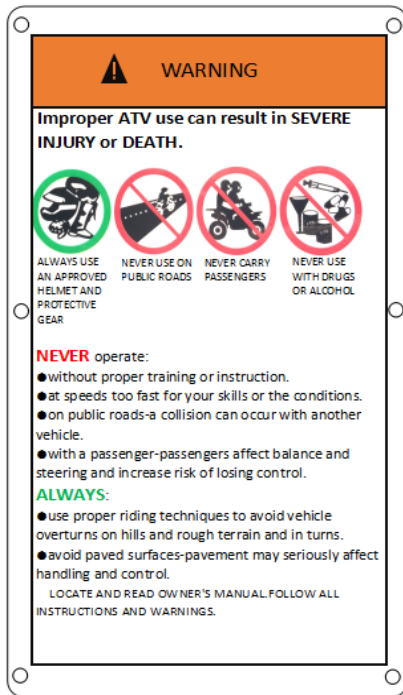 WARNING
Improper ATV use can result in SEVERE
INJURY or DEATH.
ALWAYS USE
AN APPROVED
HELMET AND
PROTECTIVE
GEAR
NEVER USE ON
PUBLIC ROADS
NEVER CARRY
PASSENGERS
NEVER USE
WITH DRUGS
OR ALCOHOL
NEVER operate:
●without proper training or instruction.
●at speeds too fast for your skills or the conditions.
●on public roads-a collision can occur with another
vehicle.
●with a passenger-passengers affect balance and
steering and increase risk of losing control.
ALWAYS:
●use proper riding techniques to avoid vehicle
overturns on hills and rough terrain and in turns.
●avoid paved surfaces-pavement may seriously affect
handling and control.
LOCATE AND READ OWNER'S MANUAL.FOLLOW ALL
INSTRUCTIONS AND WARNINGS.